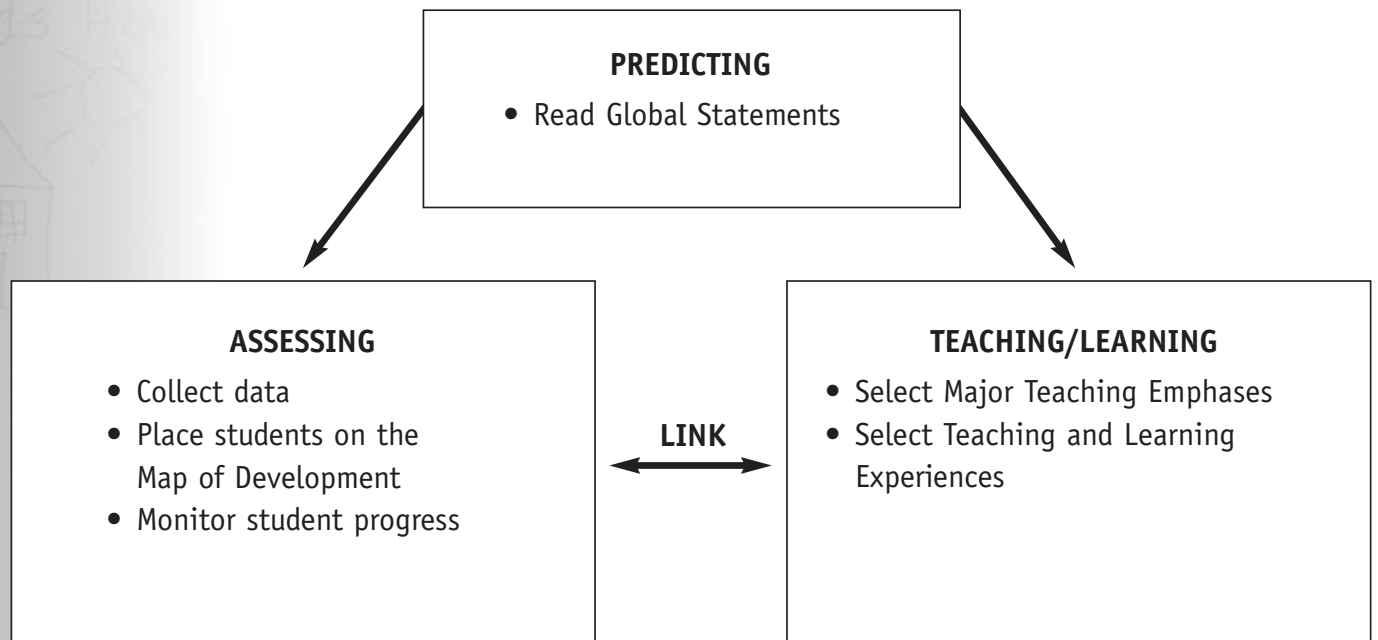 PREDICTING
• Read Global Statements
ASSESSING
• Collect data
• Place students on the
Map of Development
• Monitor student progress
LINK
TEACHING/LEARNING
• Select Major Teaching Emphases
• Select Teaching and Learning
Experiences